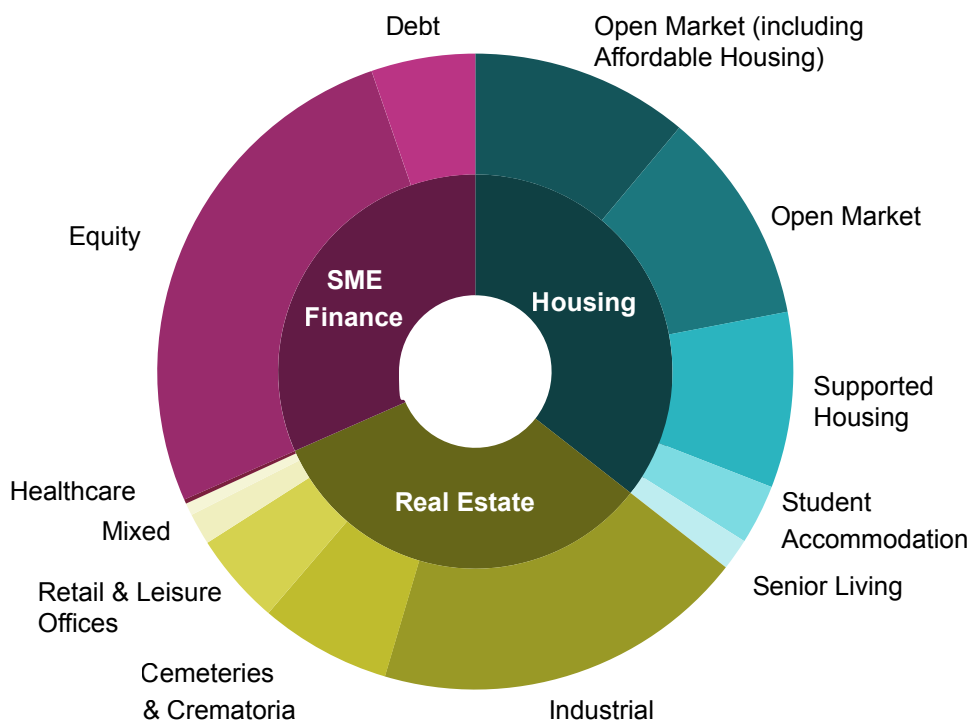 Debt
Open Market (including
Affordable Housing)
Equity
Open Market
SME
Finance
Housing
Supported
Housing
Healthcare
Real Estate
Student
Accommodation
Mixed
Senior Living
Retail & Leisure
Offices
Cemeteries
& Crematoria
Industrial